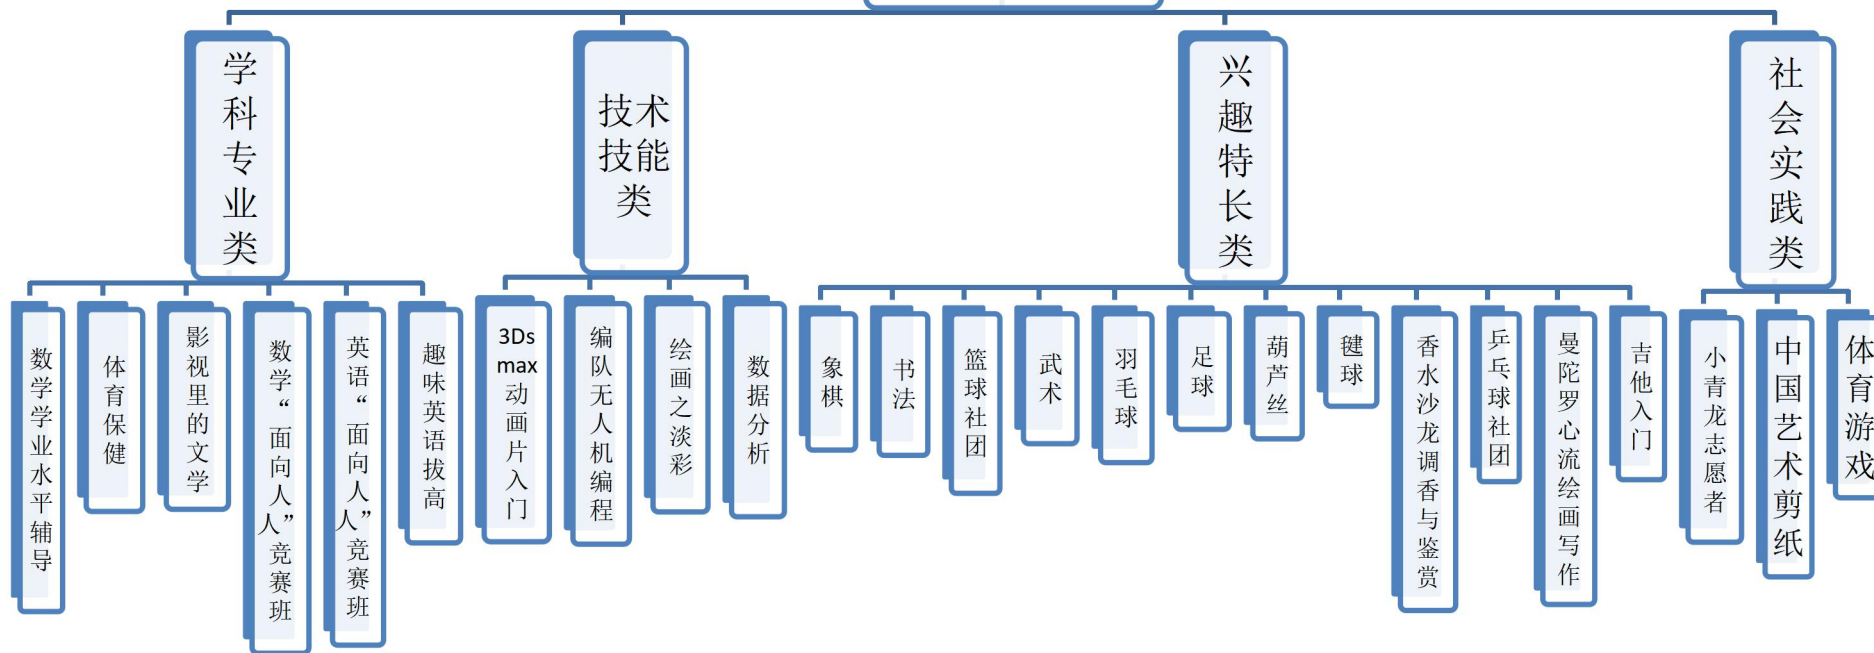 学科专业类
技术
技能
类
兴趣特长类
社会实践类
数学学业水平辅导
体育保健
影视里的文学
数学“面向人人”竞赛班
英语“面向人人”竞赛班
趣味英语拔高
3Ds
max
动画片入门
编队无人机编程
绘画之淡彩
数据分析
象棋
书法
篮球社团
武术
羽毛球
足球
葫芦丝
毽球
香水沙龙调香与鉴赏
乒乓球社团
曼陀罗心流绘画写作
吉他入门
小青龙志愿者
中国艺术剪纸
体育游戏